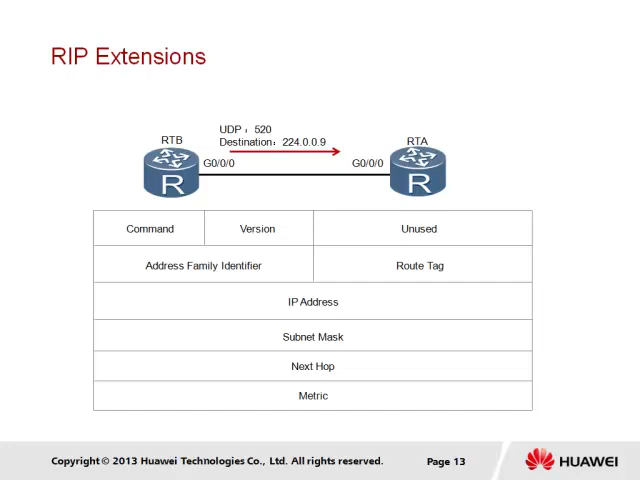 RIP Extensions
UDP： 520
RTB
Destination：224.0.0.9
RTA
G0/0/0
G0/0/0
R
R
Command
Version
Unused
Address Family Identifier
Route Tag
IP Address
Subnet Mask
Next Hop
Metric
Copyright © 2013 Huawei Technologies Co., Ltd. All rights reserved.
Page 13
HUAWEI